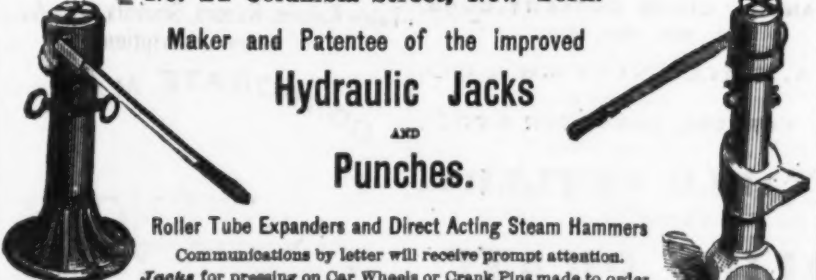 Maker and Patentee of the improved
Hydraulic Jacks
AND
Punches.
Roller Tube Expanders and Direct Acting Steam Hammers
Communications by letter will receive prompt attention.
Jacks for pressing on Car Wheels or Crank Pins made to order